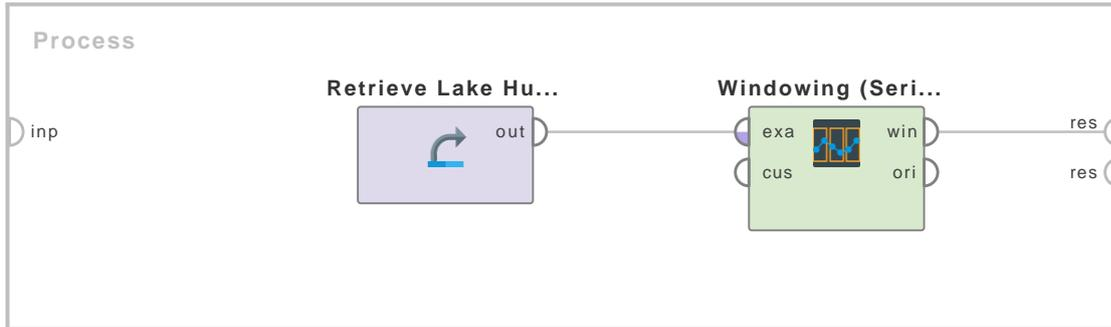 Process
Retrieve Lake Hu...
Windowing (Seri...
inp
out
exa
win
res
cus
ori
res